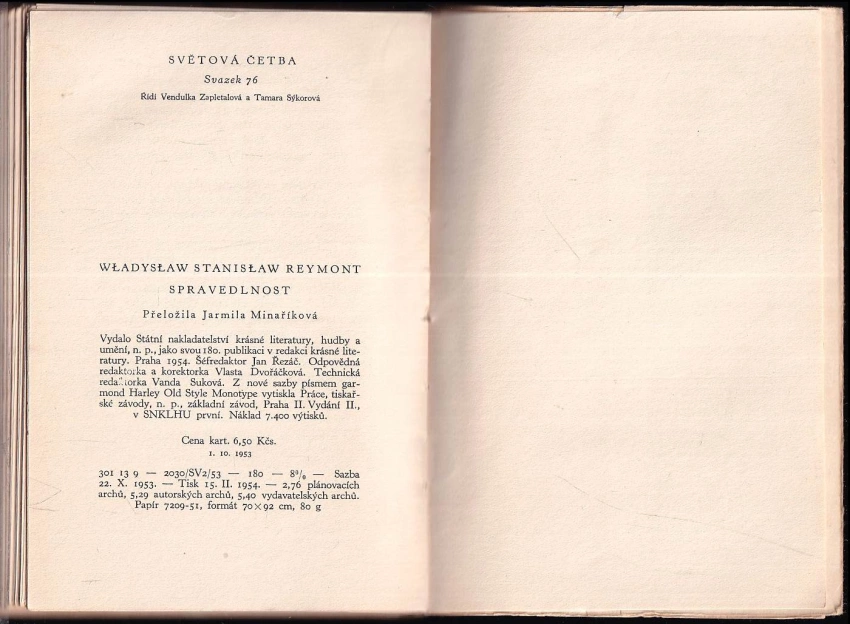 SVĚTOVÁ ČETBA
Svazek 76
Řídí Vendulka Zapletalová a Tamara Sýkorová
WŁADYSŁAW STANISŁAW REYMONT
SPRAVEDLNOST
Přeložila Jarmila Minaříková
Vydalo Státní nakladatelství krásné literatury, hudby a
umění, n. p., jako svou 180. publikaci v redakci krásné lite-
ratury. Praha 1954. Šéfredaktor Jan Řezáč. Odpovědná
redaktorka a korektorka Vlasta Dvořáčková. Technická
redaktorka Vanda Suková. Z nové sazby písmem gar-
mond Harley Old Style Monotype vytiskla Práce, tiskař-
ské závody, n. p., základní závod, Praha II. Vydání II.,
v SNKLHU první. Náklad 7.400 výtisků.
Cena kart. 6,50 Kčs.
1. 10. 1953
301 13 9 — 2030/SV2/53 — 180 — 8% — Sazba
22. X. 1953. — Tisk 15. II. 1954. — 2,76 plánovacích
archů, 5,29 autorských archů, 5,40 vydavatelských archů.
Papír 7209-51, formát 70×92 cm, 80 g